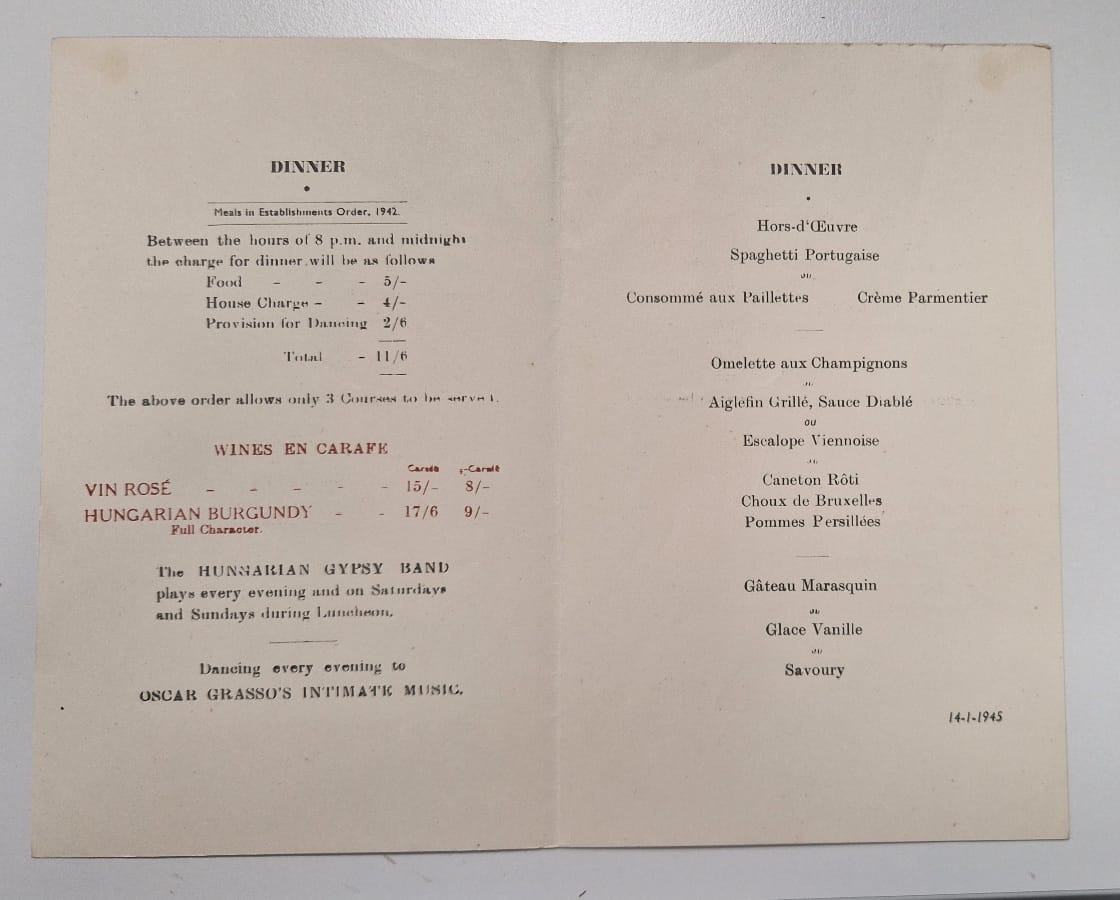 DINNER
Meals in Establishments Order, 1942.
Between the hours of 8 p.m. and midnight
the charge for dinner will be as follows
Food - - - 5/-
House Charge - - 4/-
Provision for Dancing 2/6
Total - 11/6
The above order allows only 3 Courses to be served.
WINES EN CARAFE
Carafe ½-Carafe
VIN ROSÉ - - - - - 15/- 8/-
HUNGARIAN BURGUNDY - - 17/6 9/-
Full Character.
The HUNGARIAN GYPSY BAND
plays every evening and on Saturdays
and Sundays during Luncheon.
Dancing every evening to
OSCAR GRASSO'S INTIMATE MUSIC.
DINNER
Hors-d'Œuvre
Spaghetti Portugaise
ou
Consommé aux Paillettes Crème Parmentier
Omelette aux Champignons
ou
Aiglefin Grillé, Sauce Diablé
ou
Escalope Viennoise
ou
Caneton Rôti
Choux de Bruxelles
Pommes Persillées
Gâteau Marasquin
ou
Glace Vanille
ou
Savoury
14-1-1945